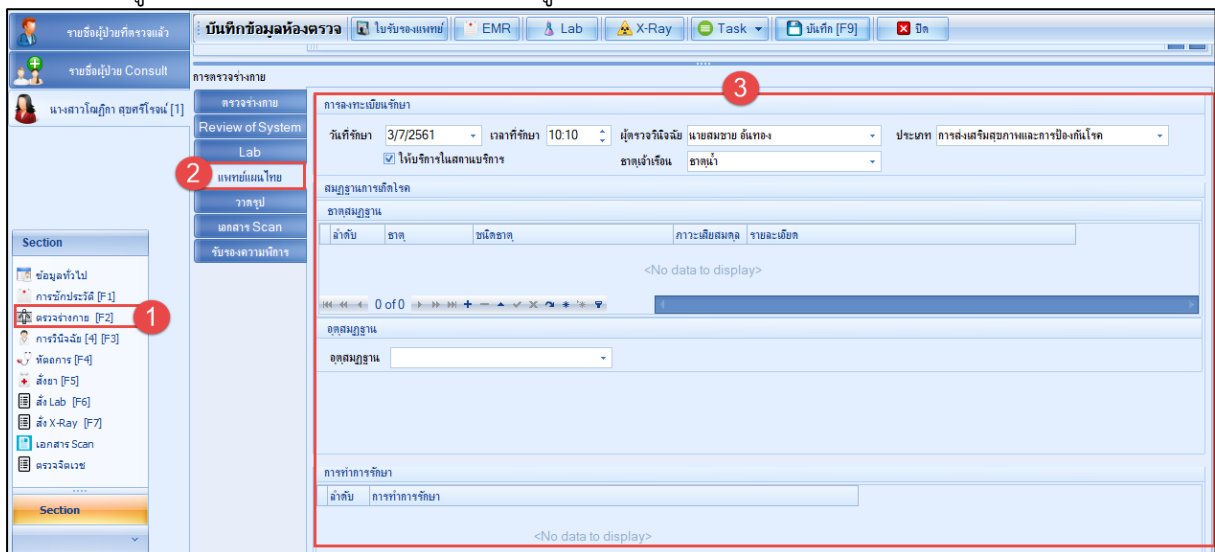 รายชื่อผู้ป่วยที่ตรวจแล้ว
รายชื่อผู้ป่วย Consult
นางสาวโฌฏิกา สุขศรีโรจน์ [1]
บันทึกข้อมูลห้องตรวจ ใบรับรองแพทย์ EMR Lab X-Ray Task บันทึก [F9] ปิด
การตรวจร่างกาย
ตรวจร่างกาย
Review of System
Lab
2 แพทย์แผนไทย
วาดรูป
เอกสาร Scan
รับรองความพิการ
3
การลงทะเบียนรักษา
วันที่รักษา 3/7/2561 เวลาที่รักษา 10:10 ผู้ตรวจวินิจฉัย นายสมชาย อ้นทอง ประเภท การส่งเสริมสุขภาพและการป้องกันโรค
ให้บริการในสถานบริการ ธาตุเจ้าเรือน ธาตุน้ำ
สมุฏฐานการเกิดโรค
ธาตุสมุฏฐาน
ลำดับ ธาตุ ชนิดธาตุ ภาวะเสียสมดุล รายละเอียด
<No data to display>
0 of 0
อุตุสมุฏฐาน
อุตุสมุฏฐาน
การทำการรักษา
ลำดับ การทำการรักษา
<No data to display>
Section
ข้อมูลทั่วไป
การซักประวัติ [F1]
ตรวจร่างกาย [F2] 1
การวินิจฉัย [4] [F3]
หัตถการ [F4]
สั่งยา [F5]
สั่ง Lab [F6]
สั่ง X-Ray [F7]
เอกสาร Scan
ตรวจจิตเวช
Section